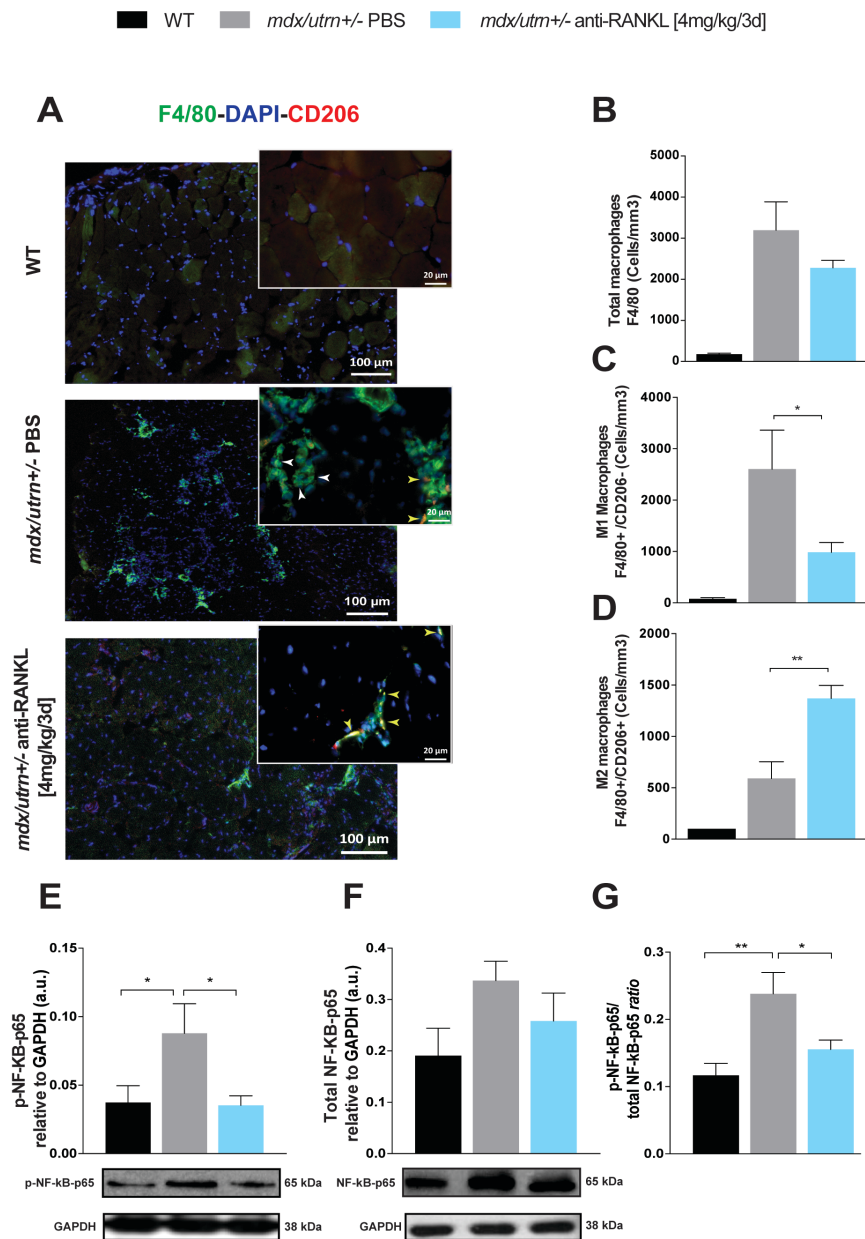 WT
mdx/utrn+/- PBS
mdx/utrn+/- anti-RANKL [4mg/kg/3d]
A
F4/80-DAPI-CD206
WT
20 µm
100 µm
mdx/utrn+/- PBS
20 µm
100 µm
mdx/utrn+/- anti-RANKL
[4mg/kg/3d]
20 µm
100 µm
B
Total macrophages
F4/80 (Cells/mm3)
5000
4000
3000
2000
1000
0
C
M1 Macrophages
F4/80+/CD206- (Cells/mm3)
4000
3000
2000
1000
0
*
D
M2 macrophages
F4/80+/CD206+ (Cells/mm3)
2000
1500
1000
500
0
**
E
p-NF-KB-p65
relative to GAPDH (a.u.)
0.15
0.10
0.05
0.00
*
*
p-NF-kB-p65
65 kDa
GAPDH
38 kDa
F
Total NF-KB-p65
relative to GAPDH (a.u.)
0.4
0.3
0.2
0.1
0.0
NF-kB-p65
65 kDa
GAPDH
38 kDa
G
p-NF-kB-p65/
total NF-kB-p65 ratio
0.3
0.2
0.1
0.0
**
*